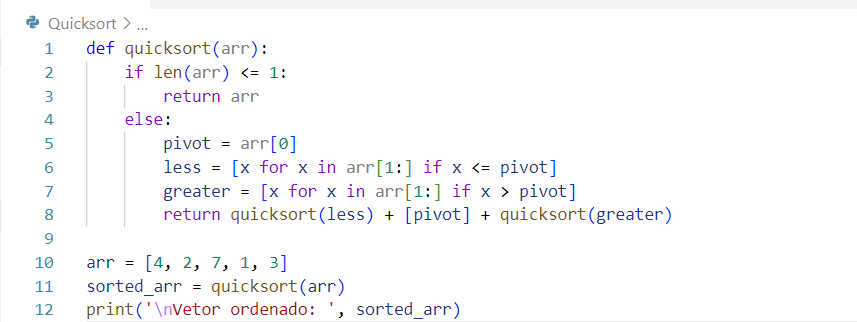 Quicksort > ...
1 def quicksort(arr):
2     if len(arr) <= 1:
3         return arr
4     else:
5         pivot = arr[0]
6         less = [x for x in arr[1:] if x <= pivot]
7         greater = [x for x in arr[1:] if x > pivot]
8         return quicksort(less) + [pivot] + quicksort(greater)
9
10 arr = [4, 2, 7, 1, 3]
11 sorted_arr = quicksort(arr)
12 print('\nVetor ordenado: ', sorted_arr)